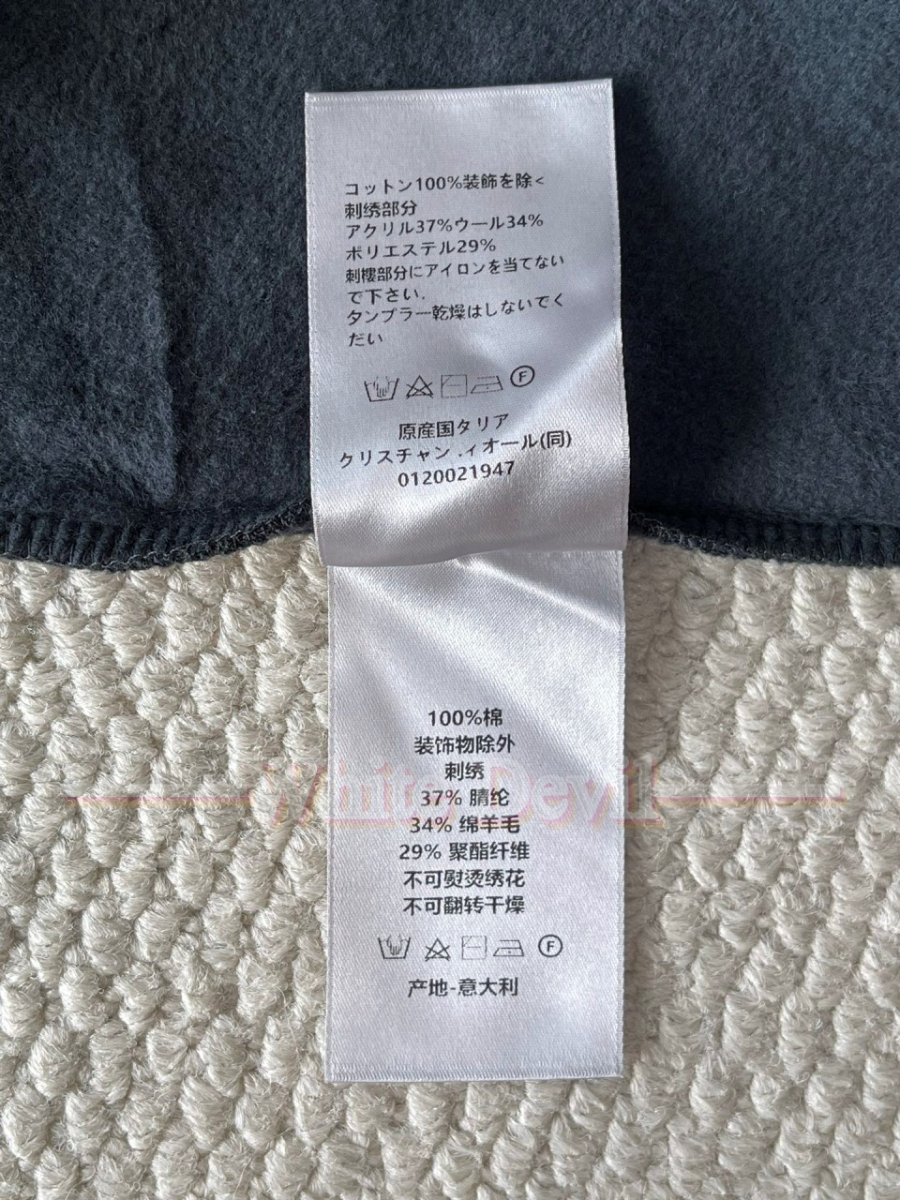 コットン100%装飾を除<
刺绣部分
アクリル37%ウール34%
ポリエステル29%
刺樓部分にアイロンを当てない
で下さい.
タンブラー乾燥はしないでく
だい
F
原産国タリア
クリスチャン.ィオール(同)
0120021947
100%棉
装饰物除外
刺绣
White Devil
37% 腈纶
34% 绵羊毛
29% 聚酯纤维
不可熨烫绣花
不可翻转干燥
F
产地-意大利